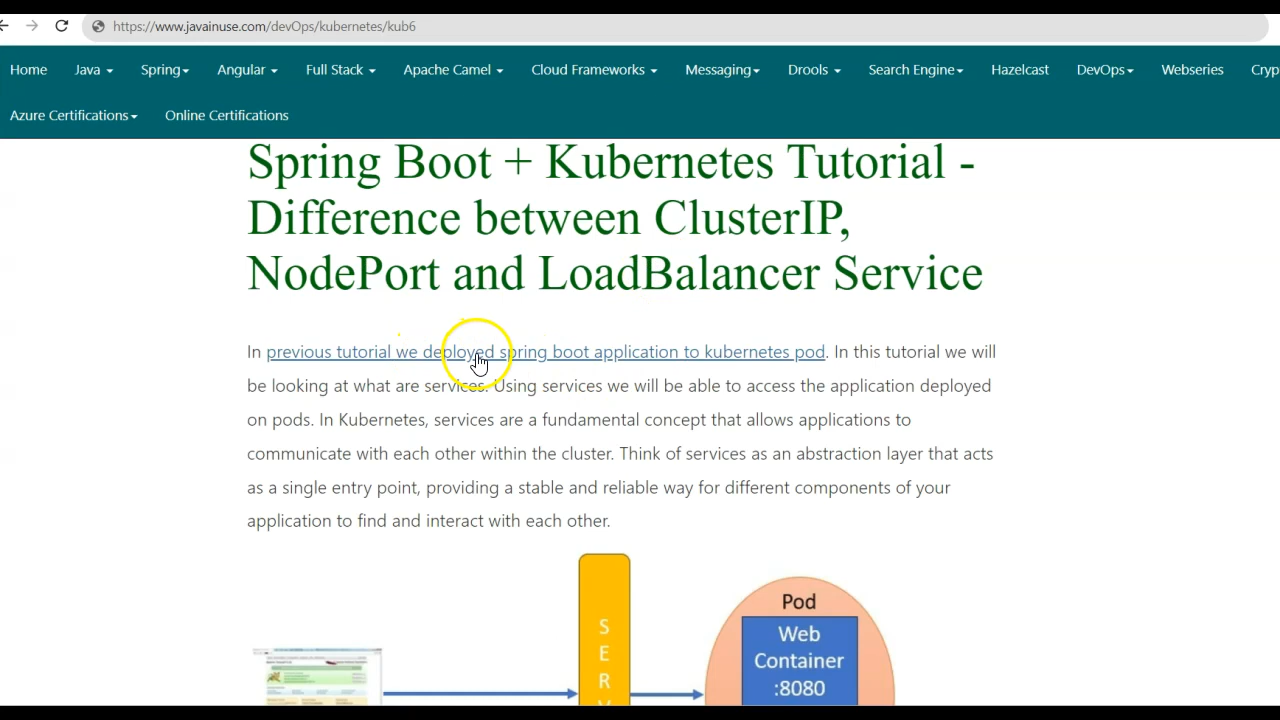 https://www.javainuse.com/devOps/kubernetes/kub6
Home Java Spring Angular Full Stack Apache Camel Cloud Frameworks Messaging Drools Search Engine Hazelcast DevOps Webseries Cryp
Azure Certifications Online Certifications
Spring Boot + Kubernetes Tutorial -
Difference between ClusterIP,
NodePort and LoadBalancer Service
In previous tutorial we deployed spring boot application to kubernetes pod. In this tutorial we will
be looking at what are services. Using services we will be able to access the application deployed
on pods. In Kubernetes, services are a fundamental concept that allows applications to
communicate with each other within the cluster. Think of services as an abstraction layer that acts
as a single entry point, providing a stable and reliable way for different components of your
application to find and interact with each other.
Pod
Web
Container
:8080
S
E
R
V